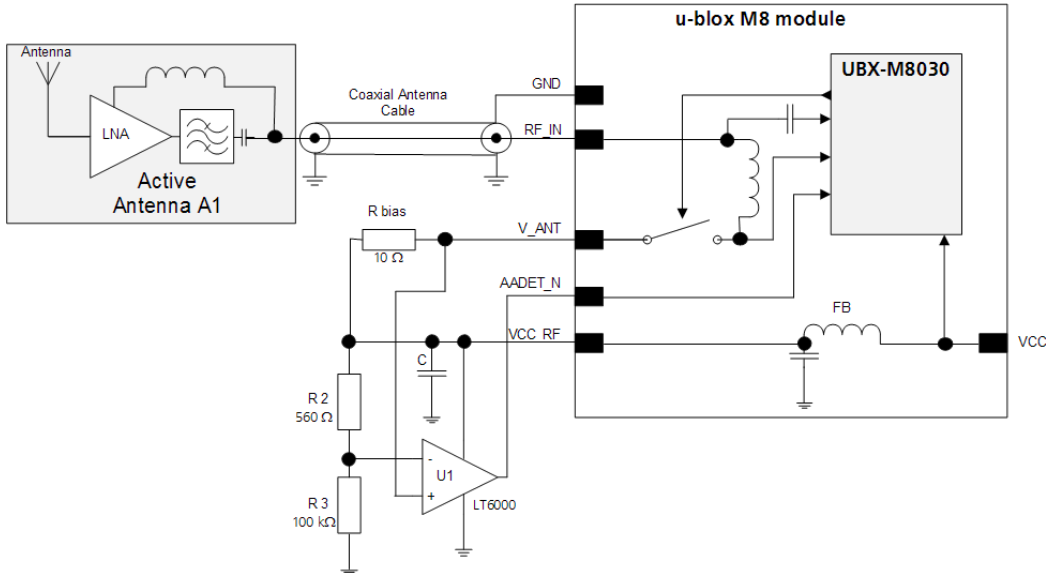 u-blox M8 module
UBX-M8030
Antenna
LNA
Active
Antenna A1
Coaxial Antenna
Cable
GND
RF_IN
R bias
10 Ω
V_ANT
AADET_N
VCC_RF
FB
VCC
C
R 2
560 Ω
-
U1
+
LT6000
R 3
100 kΩ